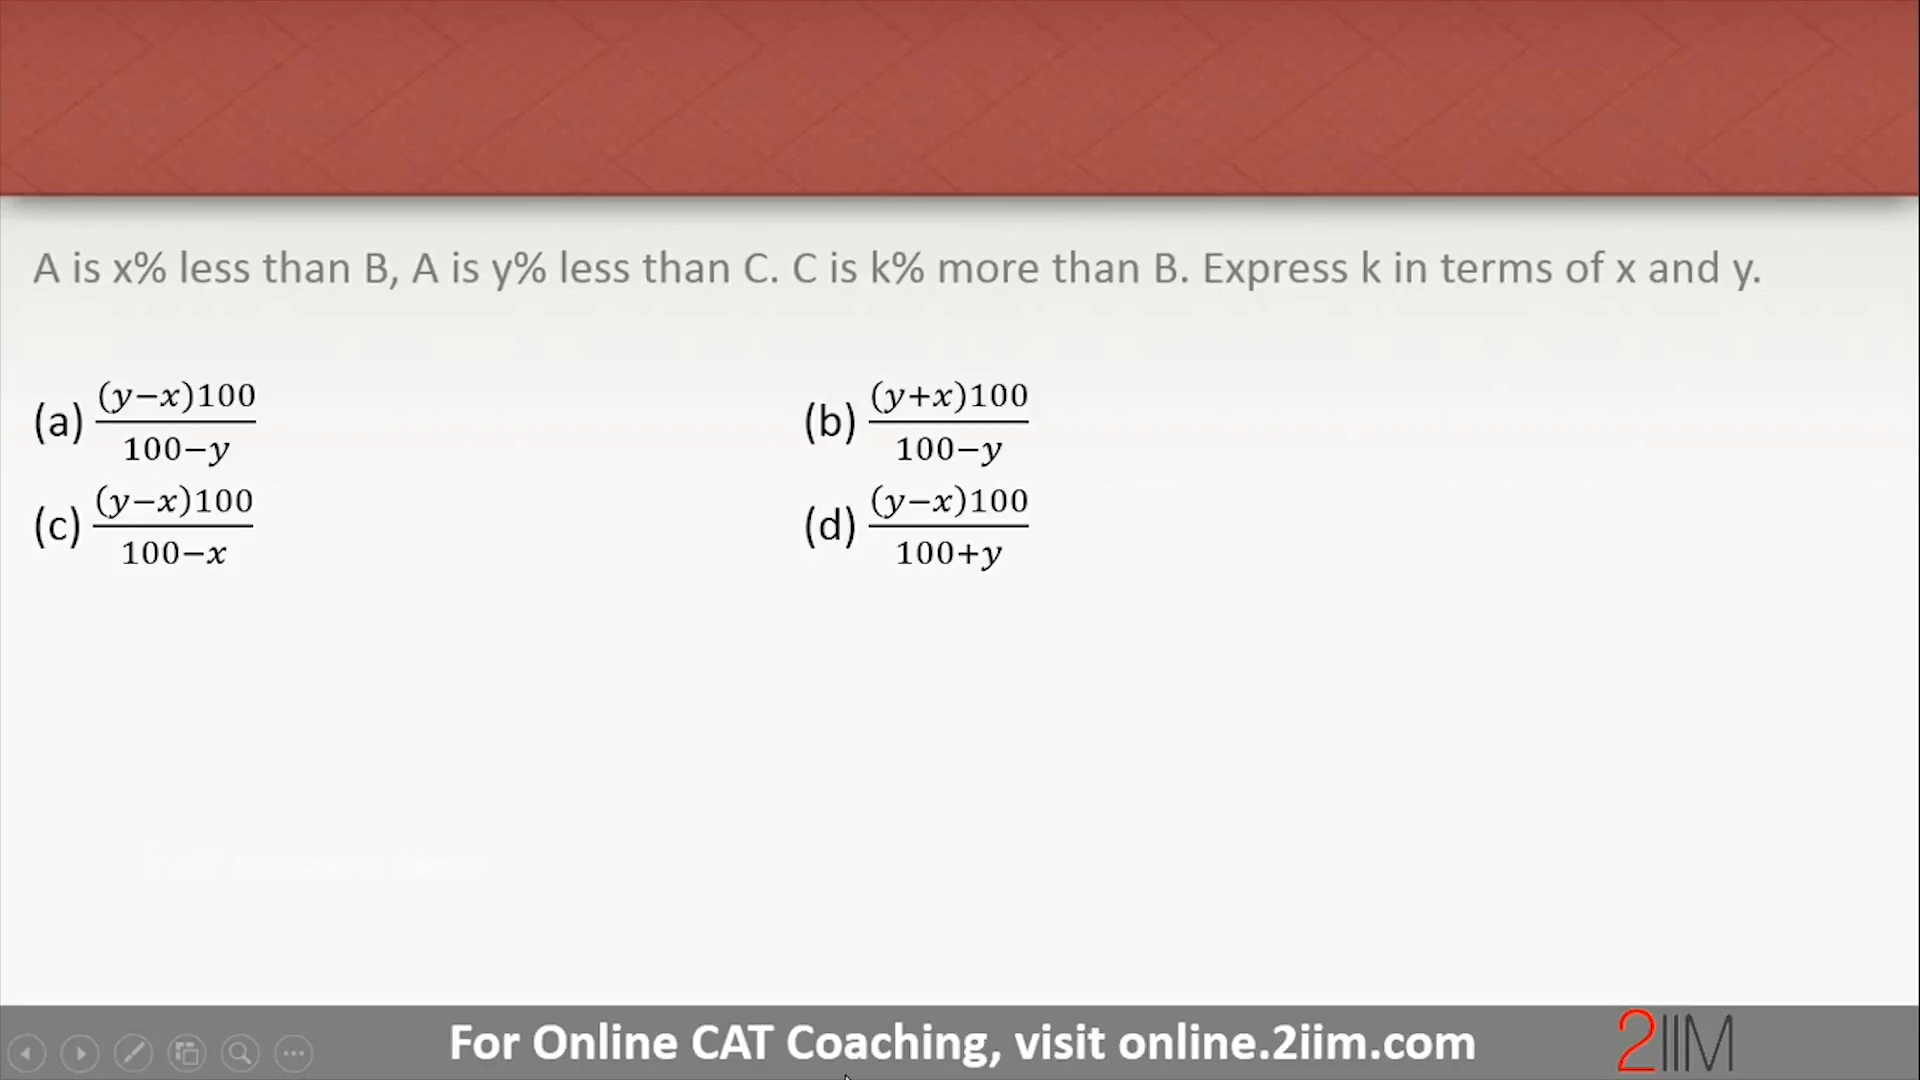 A is x% less than B, A is y% less than C. C is k% more than B. Express k in terms of x and y.
(a) (y−x)100 / 100−y
(b) (y+x)100 / 100−y
(c) (y−x)100 / 100−x
(d) (y−x)100 / 100+y
For Online CAT Coaching, visit online.2iim.com
2IIM